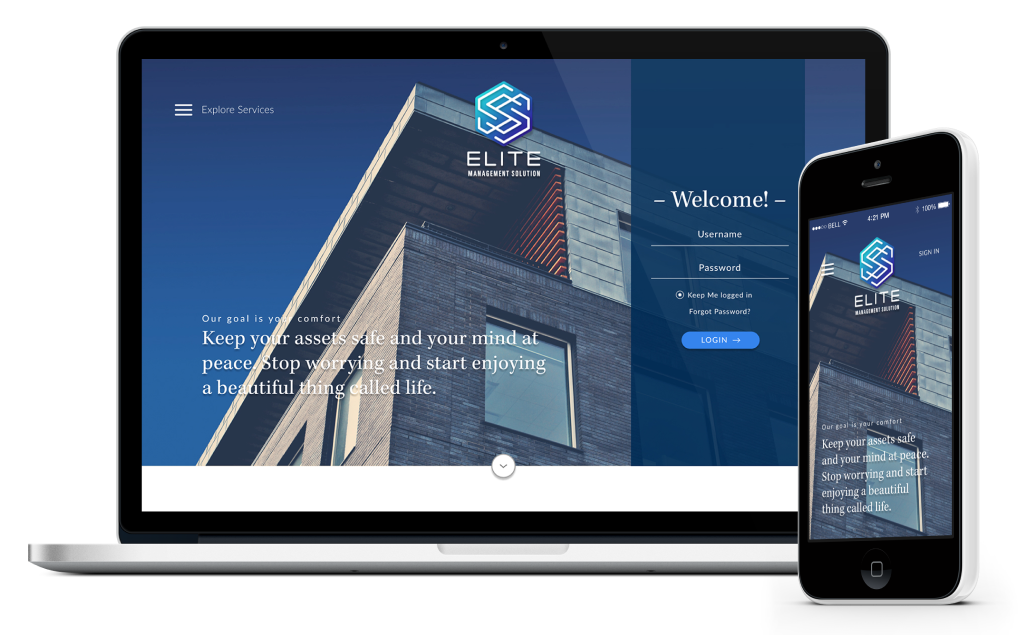 Explore Services
ELITE
MANAGEMENT SOLUTION
– Welcome! –
Username
Password
Keep Me logged in
Forgot Password?
LOGIN →
Our goal is your comfort
Keep your assets safe and your mind at
peace. Stop worrying and start enjoying
a beautiful thing called life.
BELL
4:21 PM
100%
SIGN IN
ELITE
MANAGEMENT SOLUTION
Our goal is your comfort
Keep your assets safe
and your mind at peace.
Stop worrying and start
enjoying a beautiful
thing called life.